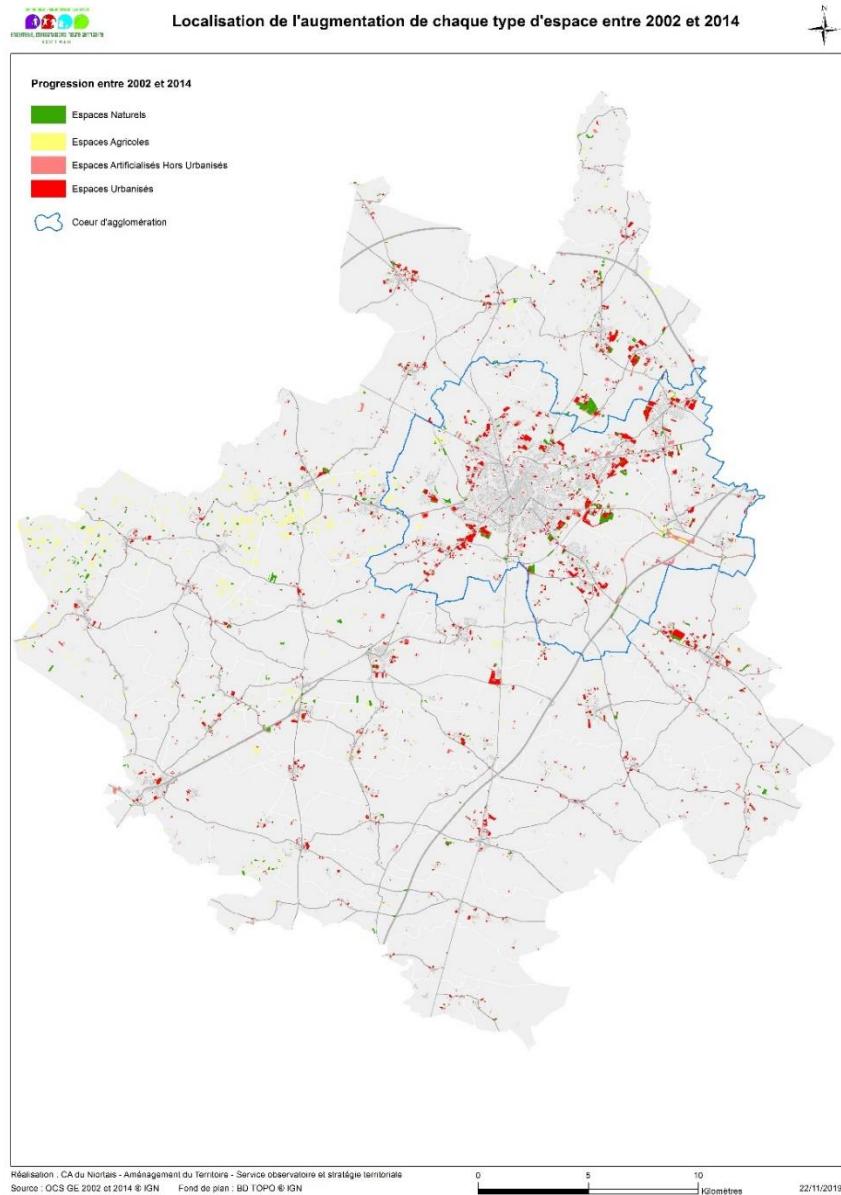 Localisation de l'augmentation de chaque type d'espace entre 2002 et 2014
Progression entre 2002 et 2014
Espaces Naturels
Espaces Agricoles
Espaces Artificialisés Hors Urbanisés
Espaces Urbanisés
Coeur d'agglomération
Réalisation : CA du Niortais - Aménagement du Territoire - Service observatoire et stratégie territoriale
Source : OCS GE 2002 et 2014 © IGN Fond de plan : BD TOPO © IGN
0 5 10
Kilomètres
22/11/2019